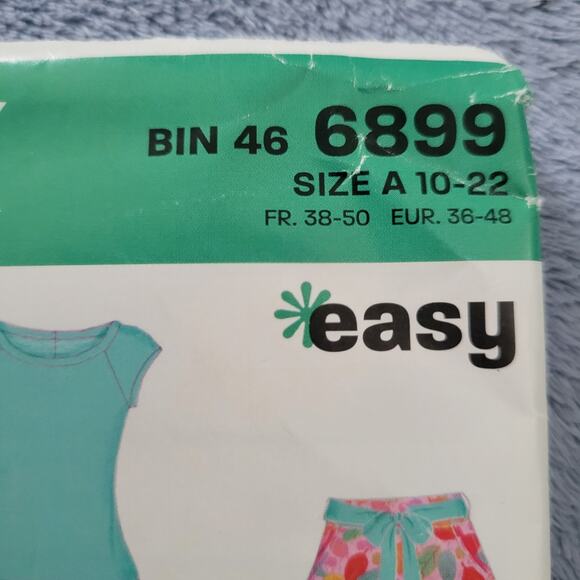 BIN 46 6899
SIZE A 10-22
FR. 38-50 EUR. 36-48
easy